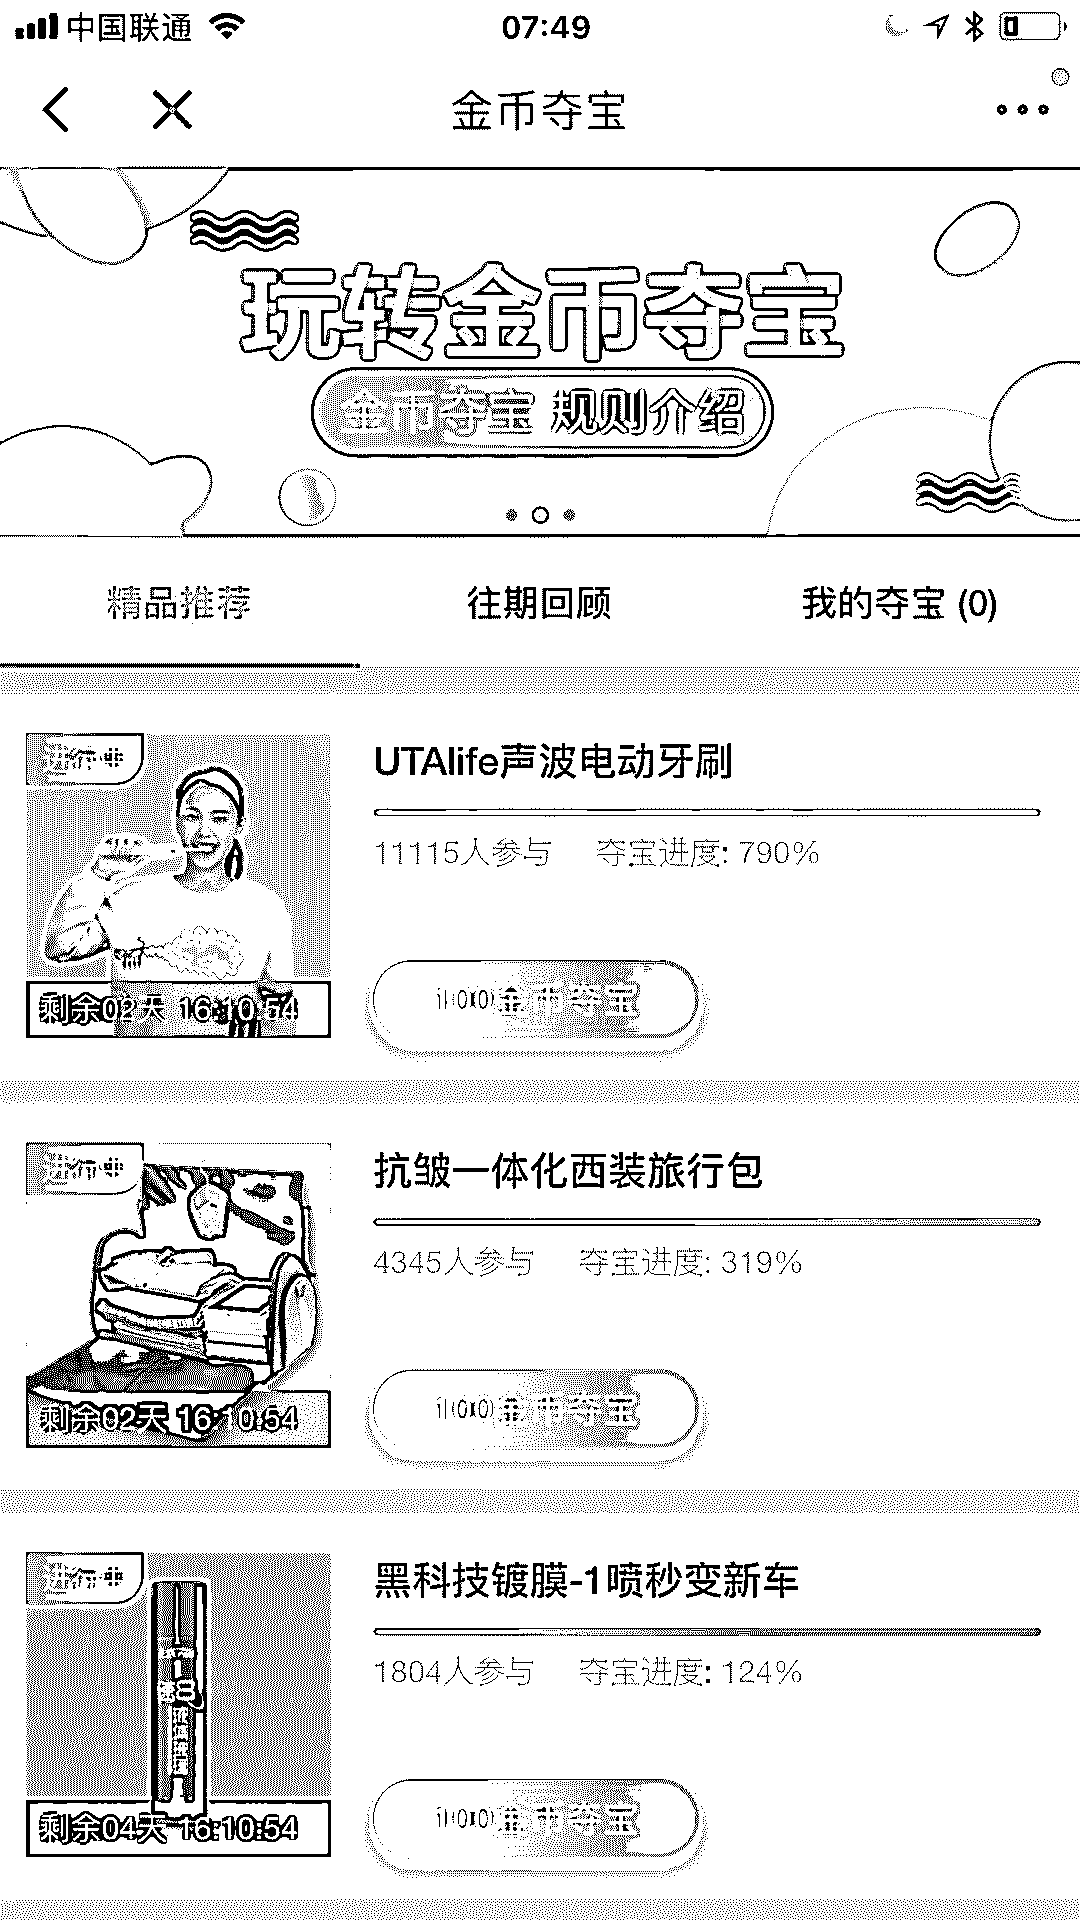 中国联通
07:49
金币夺宝
玩转金币夺宝
金币夺宝 规则介绍
精品推荐
往期回顾
我的夺宝 (0)
进行中
UTAlife声波电动牙刷
11115人参与 夺宝进度: 790%
剩余02天 16:10:54
100金币夺宝
进行中
抗皱一体化西装旅行包
4345人参与 夺宝进度: 319%
剩余02天 16:10:54
100金币夺宝
进行中
黑科技镀膜-1喷秒变新车
1804人参与 夺宝进度: 124%
剩余04天 16:10:54
100金币夺宝